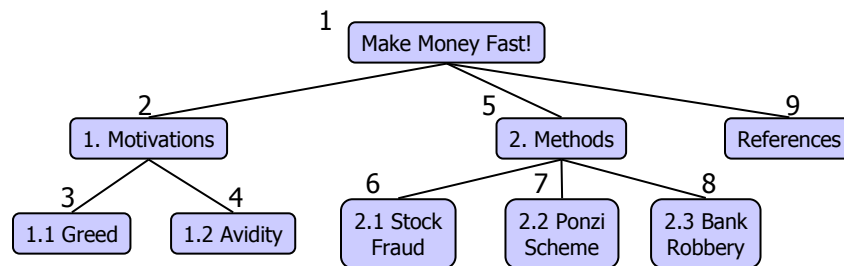 1
Make Money Fast!
2
5
9
1. Motivations
2. Methods
References
3
4
6
7
8
1.1 Greed
1.2 Avidity
2.1 Stock
Fraud
2.2 Ponzi
Scheme
2.3 Bank
Robbery